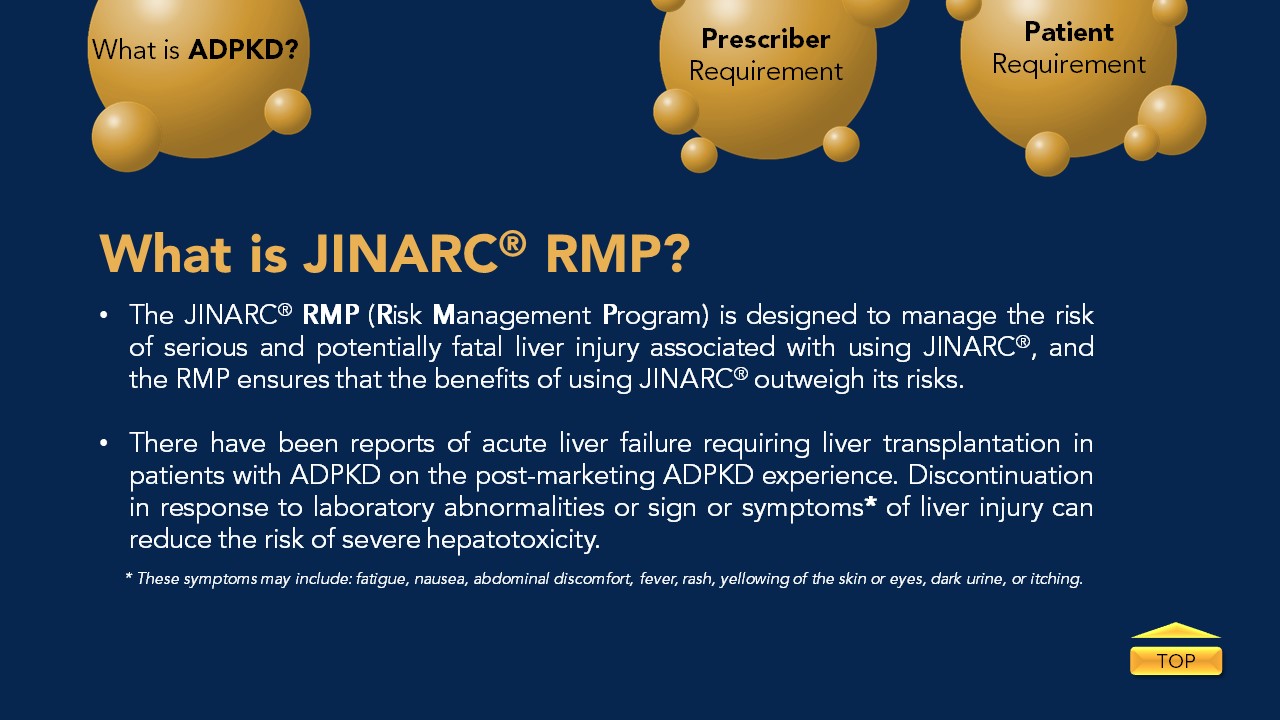 What is ADPKD?
Prescriber
Requirement
Patient
Requirement
What is JINARC® RMP?
• The JINARC® RMP (Risk Management Program) is designed to manage the risk
of serious and potentially fatal liver injury associated with using JINARC®, and
the RMP ensures that the benefits of using JINARC® outweigh its risks.
• There have been reports of acute liver failure requiring liver transplantation in
patients with ADPKD on the post-marketing ADPKD experience. Discontinuation
in response to laboratory abnormalities or sign or symptoms* of liver injury can
reduce the risk of severe hepatotoxicity.
* These symptoms may include: fatigue, nausea, abdominal discomfort, fever, rash, yellowing of the skin or eyes, dark urine, or itching.
TOP